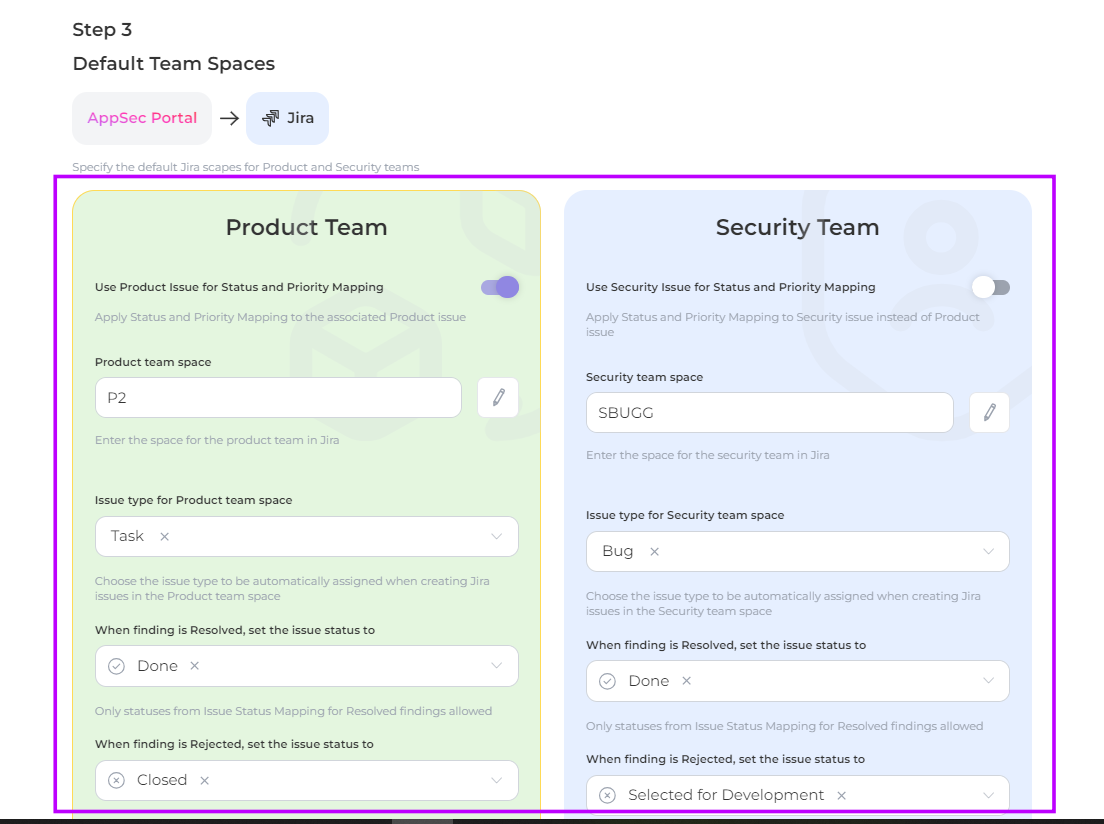 Step 3
Default Team Spaces
AppSec Portal
Jira
Specify the default Jira scapes for Product and Security teams
Product Team
Use Product Issue for Status and Priority Mapping
Apply Status and Priority Mapping to the associated Product issue
Product team space
P2
Enter the space for the product team in Jira
Issue type for Product team space
Task
Choose the issue type to be automatically assigned when creating Jira
issues in the Product team space
When finding is Resolved, set the issue status to
Done
Only statuses from Issue Status Mapping for Resolved findings allowed
When finding is Rejected, set the issue status to
Closed
Security Team
Use Security Issue for Status and Priority Mapping
Apply Status and Priority Mapping to Security issue instead of Product
issue
Security team space
SBUGG
Enter the space for the security team in Jira
Issue type for Security team space
Bug
Choose the issue type to be automatically assigned when creating Jira
issues in the Security team space
When finding is Resolved, set the issue status to
Done
Only statuses from Issue Status Mapping for Resolved findings allowed
When finding is Rejected, set the issue status to
Selected for Development